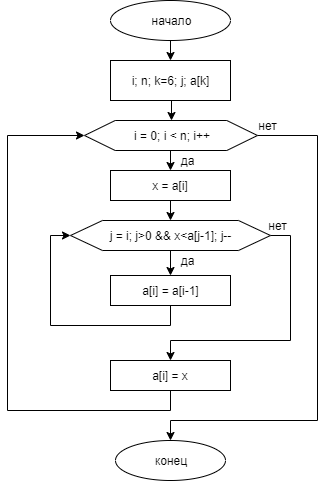 начало
i; n; k=6; j; a[k]
i = 0; i < n; i++
нет
да
x = a[i]
j = i; j>0 && x<a[j-1]; j--
нет
да
a[i] = a[i-1]
a[i] = x
конец